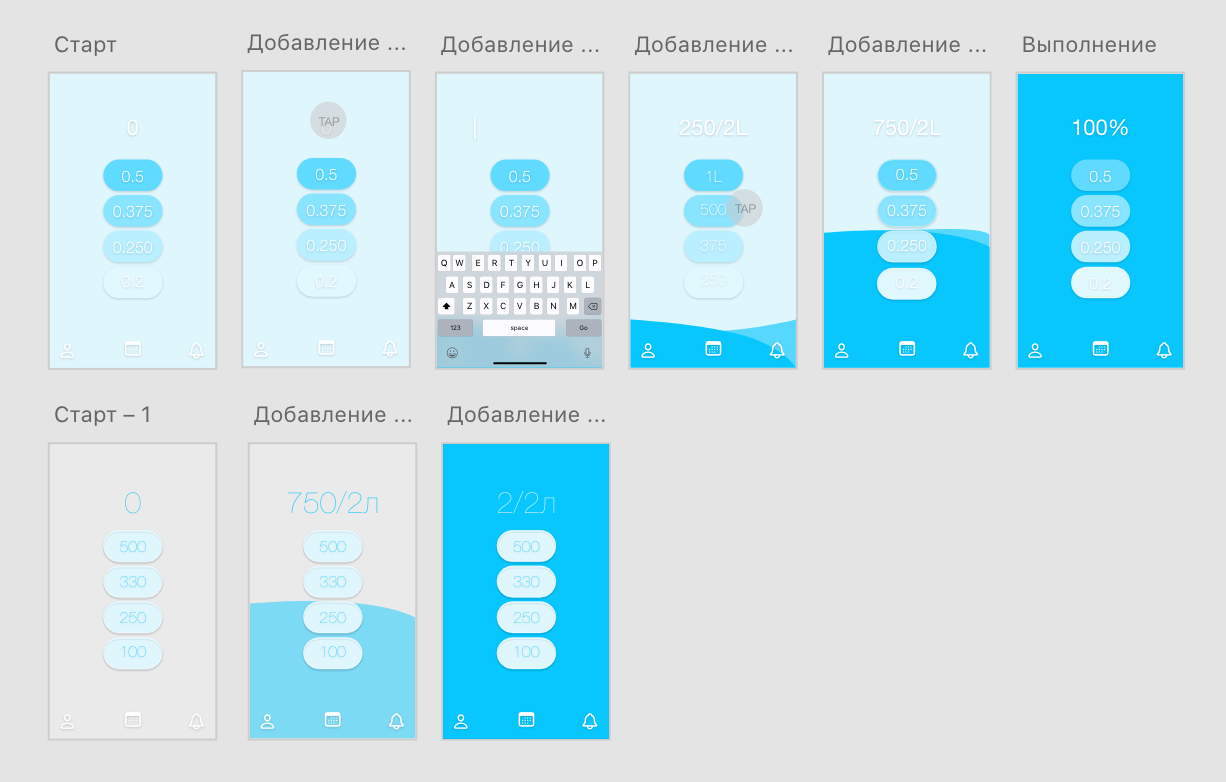 Старт
0
0.5
0.375
0.250
0.2
Добавление ...
TAP
0.5
0.375
0.250
0.2
Добавление ...
0.5
0.375
0.250
Q W E R T Y U I O P
A S D F G H J K L
Z X C V B N M
123 space Go
Добавление ...
250/2L
1L
500 TAP
375
250
Добавление ...
750/2L
0.5
0.375
0.250
0.2
Выполнение
100%
0.5
0.375
0.250
0.2
Старт – 1
0
500
330
250
100
Добавление ...
750/2л
500
330
250
100
Добавление ...
2/2л
500
330
250
100